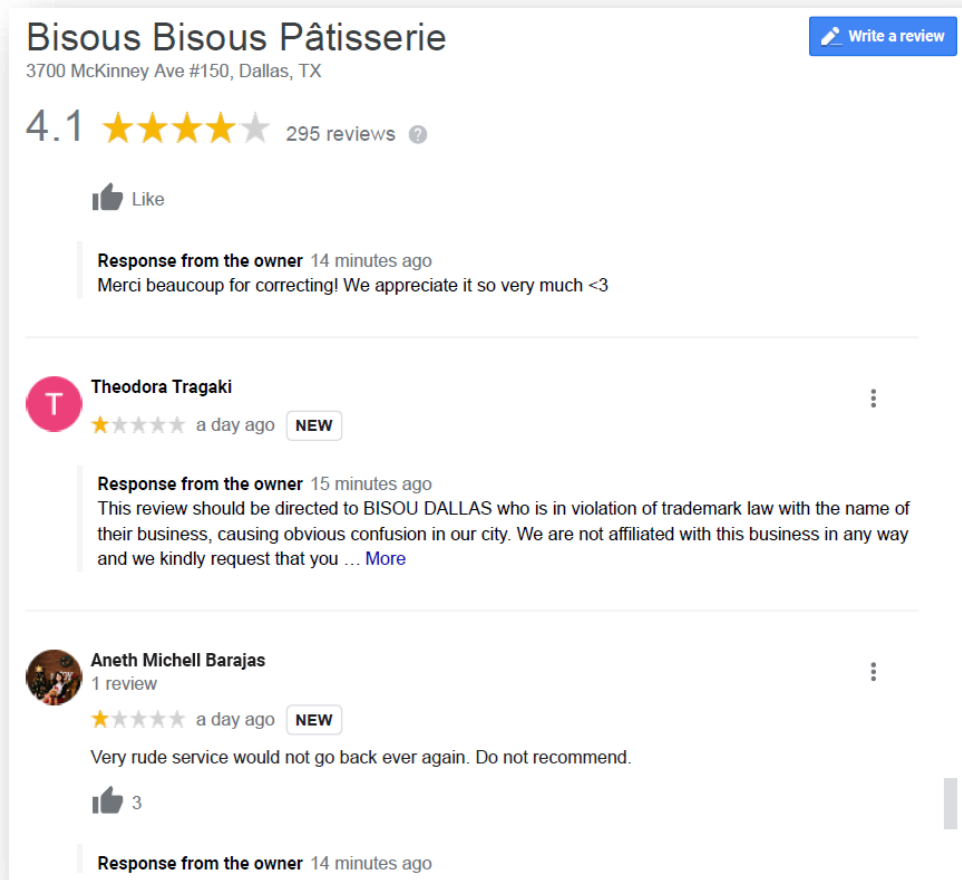 Bisous Bisous Pâtisserie
Write a review
3700 McKinney Ave #150, Dallas, TX
4.1 295 reviews ?
Like
Response from the owner 14 minutes ago
Merci beaucoup for correcting! We appreciate it so very much <3
T
Theodora Tragaki
a day ago NEW
Response from the owner 15 minutes ago
This review should be directed to BISOU DALLAS who is in violation of trademark law with the name of
their business, causing obvious confusion in our city. We are not affiliated with this business in any way
and we kindly request that you … More
Aneth Michell Barajas
1 review
a day ago NEW
Very rude service would not go back ever again. Do not recommend.
3
Response from the owner 14 minutes ago